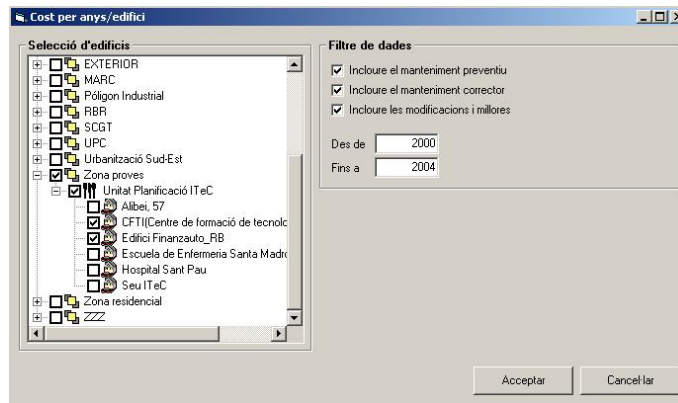 Cost per anys/edifici
Selecció d'edificis
EXTERIOR
MARC
Póligon Industrial
RBR
SCGT
UPC
Urbanització Sud-Est
Zona proves
Unitat Planificació ITeC
Alibei, 57
CFTI(Centre de formació de tecnolo
Edifici Finanzauto_RB
Escuela de Enfermeria Santa Madro
Hospital Sant Pau
Seu ITeC
Zona residencial
ZZZ
Filtre de dades
Incloure el manteniment preventiu
Incloure el manteniment corrector
Incloure les modificacions i millores
Des de 2000
Fins a 2004
Acceptar
Cancel·lar